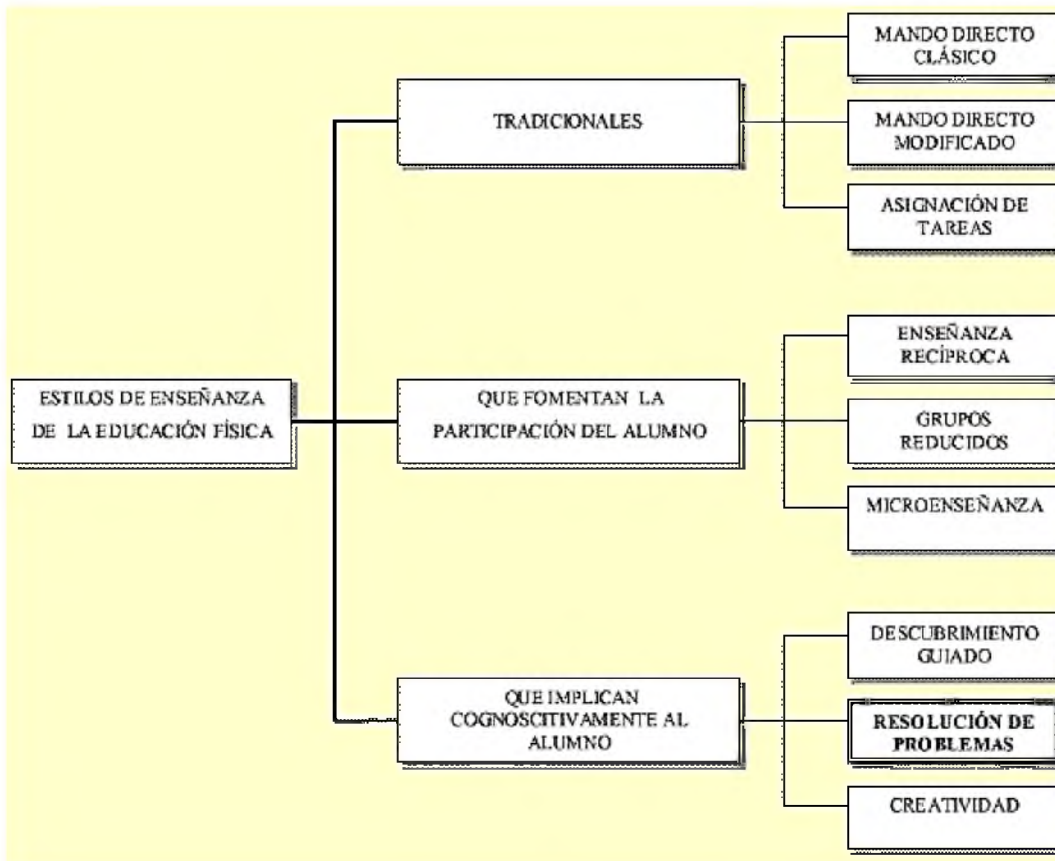 ESTILOS DE ENSEÑANZA
DE LA EDUCACIÓN FÍSICA
TRADICIONALES
MANDO DIRECTO
CLÁSICO
MANDO DIRECTO
MODIFICADO
ASIGNACIÓN DE
TAREAS
QUE FOMENTAN LA
PARTICIPACIÓN DEL ALUMNO
ENSEÑANZA
RECÍPROCA
GRUPOS
REDUCIDOS
MICROENSEÑANZA
QUE IMPLICAN
COGNOSCITIVAMENTE AL
ALUMNO
DESCUBRIMIENTO
GUIADO
RESOLUCIÓN DE
PROBLEMAS
CREATIVIDAD